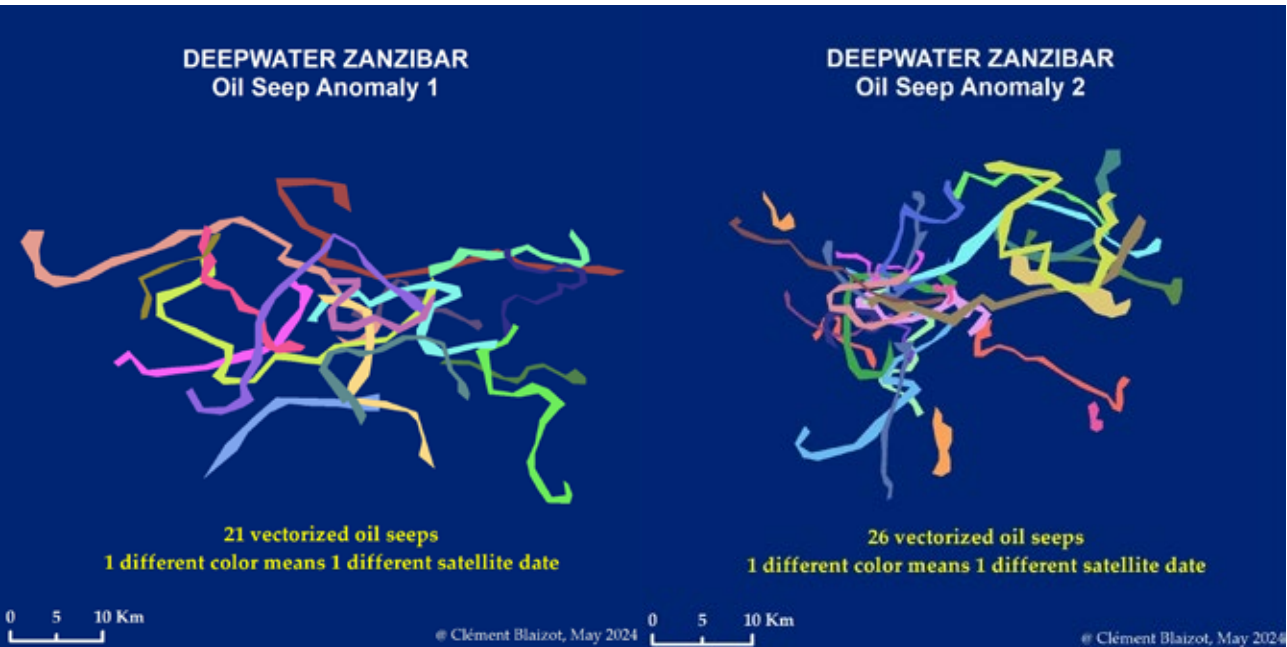 DEEPWATER ZANZIBAR
Oil Seep Anomaly 1
21 vectorized oil seeps
1 different color means 1 different satellite date
0 5 10 Km
@ Clément Blaizot, May 2024
DEEPWATER ZANZIBAR
Oil Seep Anomaly 2
26 vectorized oil seeps
1 different color means 1 different satellite date
0 5 10 Km
@ Clément Blaizot, May 2024